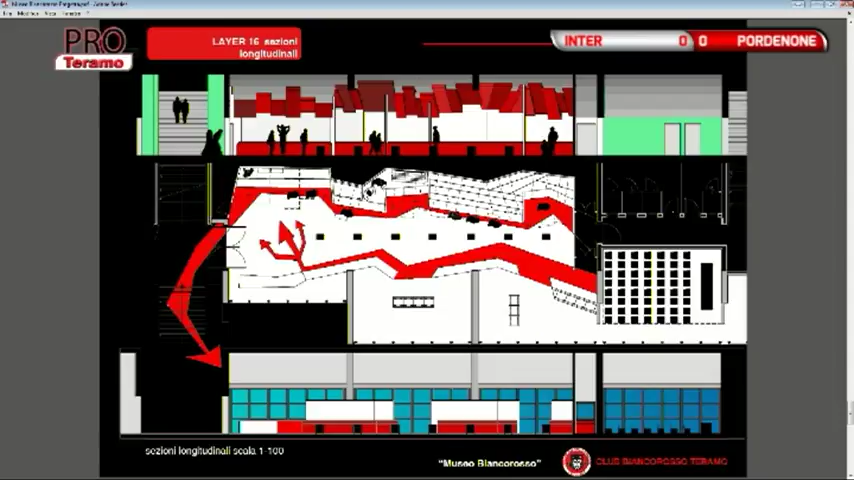 PRO
Teramo
LAYER 16 sezioni
longitudinali
INTER 0 0 PORDENONE
sezioni longitudinali scala 1-100
"Museo Biancorosso"
CLUB BIANCOROSSO TERAMO